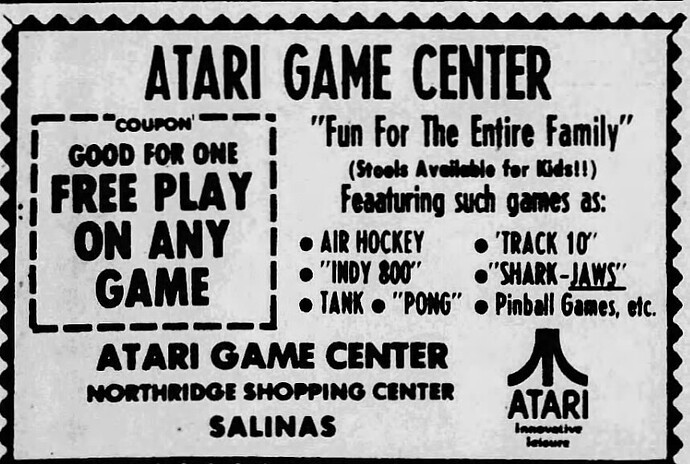 ATARI GAME CENTER
COUPON
GOOD FOR ONE
FREE PLAY
ON ANY
GAME
"Fun For The Entire Family"
(Stools Available for Kids!!)
Feaaturing such games as:
• AIR HOCKEY
• "INDY 800"
• TANK • "PONG"
• 'TRACK 10"
• "SHARK-JAWS"
• Pinball Games, etc.
ATARI GAME CENTER
NORTHRIDGE SHOPPING CENTER
SALINAS
ATARI
Innovative
leisure